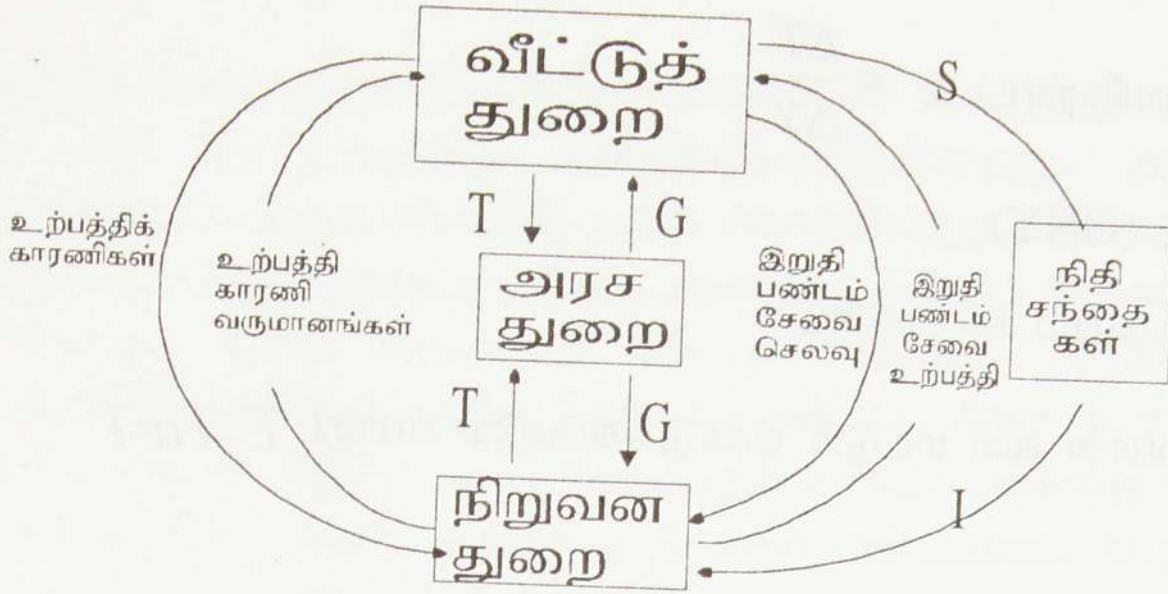 வீட்டுத்
துறை
S
T
G
உற்பத்திக்
காரணிகள்
உற்பத்தி
காரணி
வருமானங்கள்
அரச
துறை
இறுதி
பண்டம்
சேவை
செலவு
இறுதி
பண்டம்
சேவை
உற்பத்தி
நிதி
சந்தை
கள்
T
G
I
நிறுவன
துறை